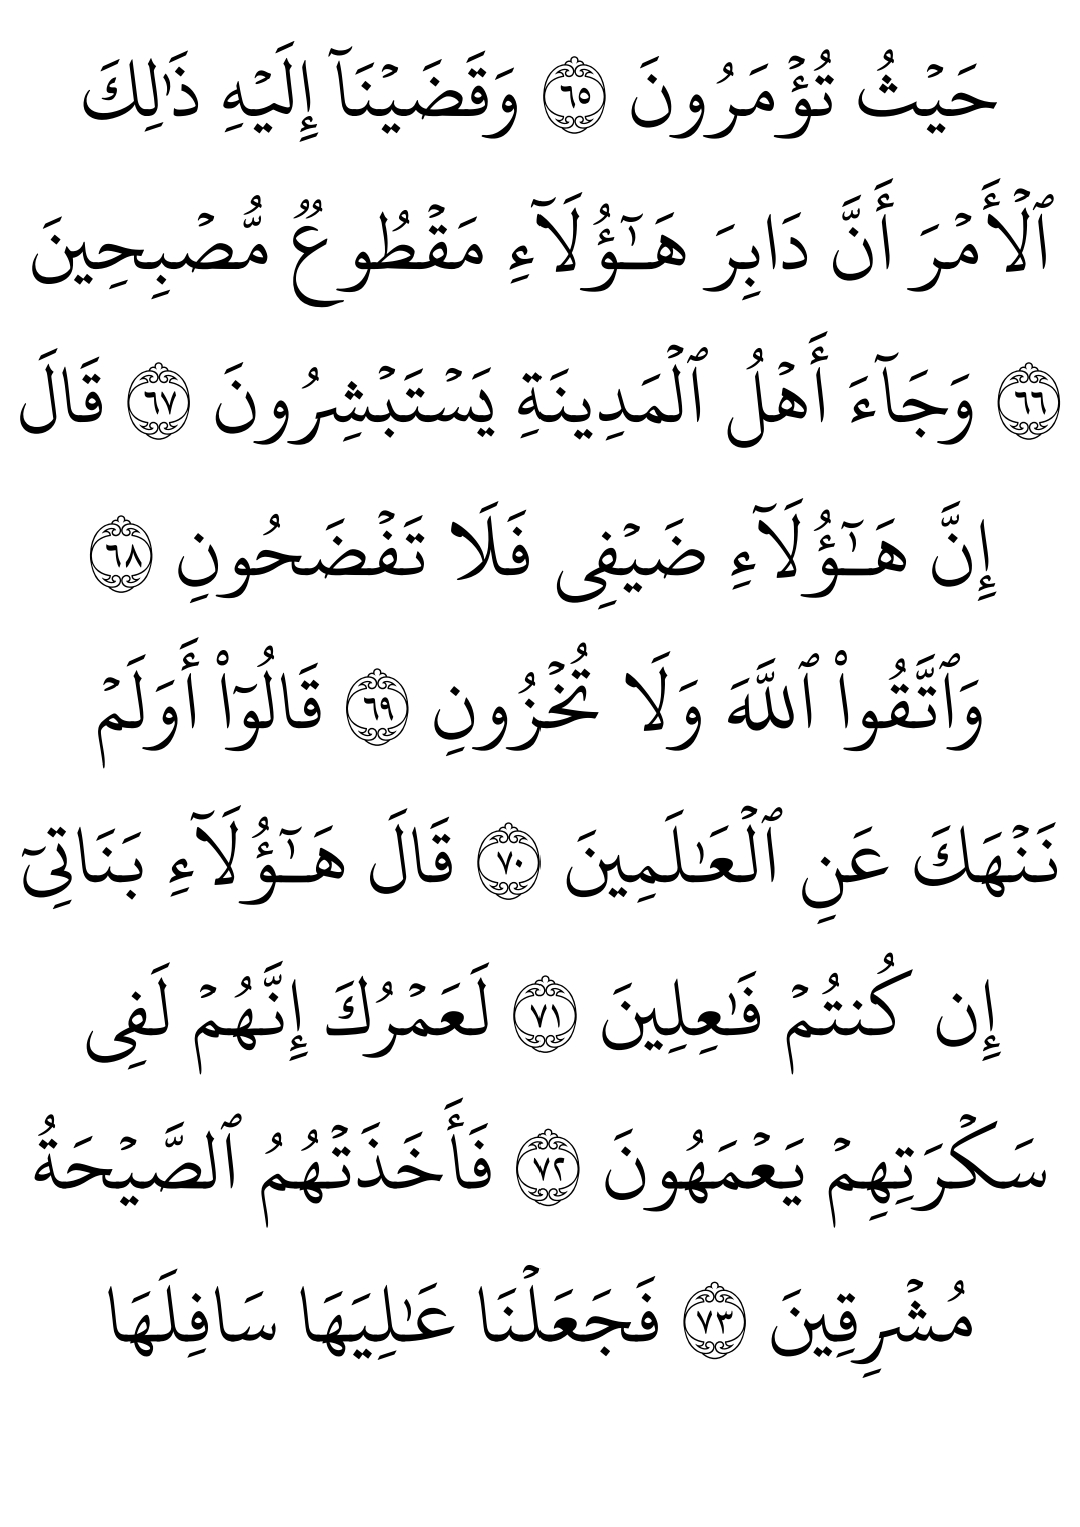 حَيۡثُ تُؤۡمَرُونَ ٦٥ وَقَضَيۡنَآ إِلَيۡهِ ذَٰلِكَ
ٱلۡأَمۡرَ أَنَّ دَابِرَ هَـٰٓؤُلَآءِ مَقۡطُوعٞ مُّصۡبِحِينَ
٦٦ وَجَآءَ أَهۡلُ ٱلۡمَدِينَةِ يَسۡتَبۡشِرُونَ ٦٧ قَالَ
إِنَّ هَـٰٓؤُلَآءِ ضَيۡفِى فَلَا تَفۡضَحُونِ ٦٨
وَٱتَّقُوا۟ ٱللَّهَ وَلَا تُخۡزُونِ ٦٩ قَالُوٓا۟ أَوَلَمۡ
نَنۡهَكَ عَنِ ٱلۡعَـٰلَمِينَ ٧٠ قَالَ هَـٰٓؤُلَآءِ بَنَاتِىٓ
إِن كُنتُمۡ فَـٰعِلِينَ ٧١ لَعَمۡرُكَ إِنَّهُمۡ لَفِى
سَكۡرَتِهِمۡ يَعۡمَهُونَ ٧٢ فَأَخَذَتۡهُمُ ٱلصَّيۡحَةُ
مُشۡرِقِينَ ٧٣ فَجَعَلۡنَا عَـٰلِيَهَا سَافِلَهَا